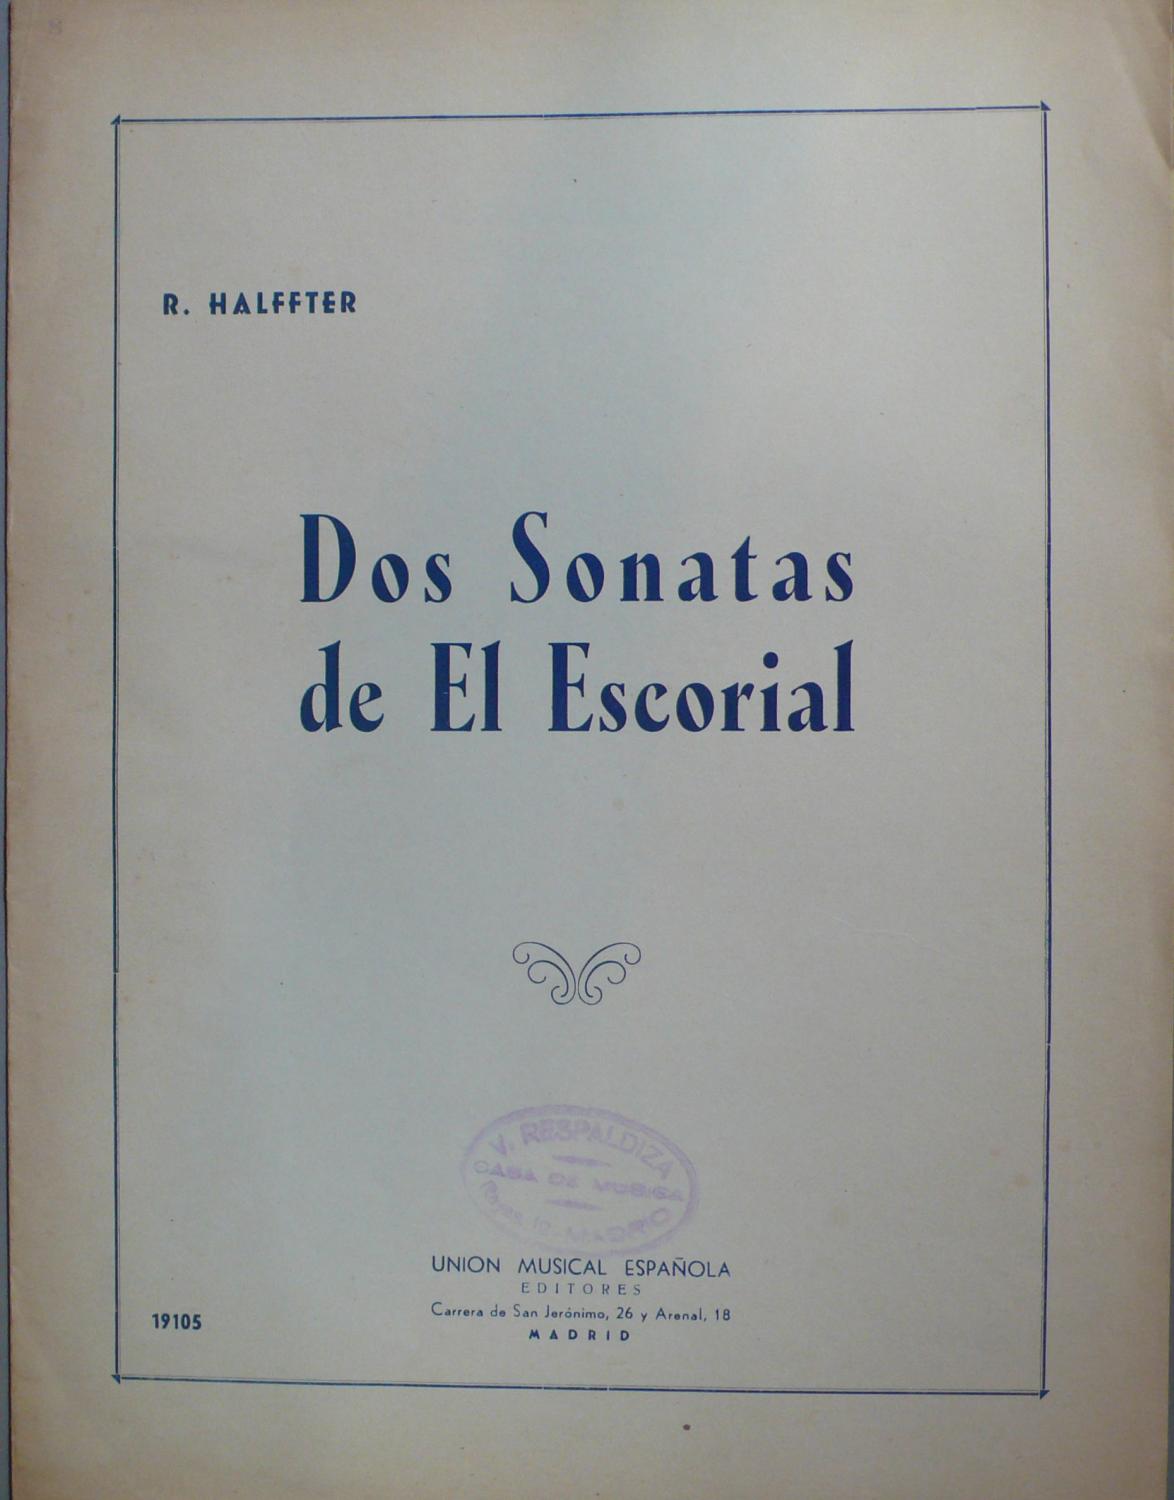 R. HALFFTER
Dos Sonatas
de El Escorial
V. RESPALDIZA
CASA DE MUSICA
MADRID
UNION MUSICAL ESPAÑOLA
EDITORES
Carrera de San Jerónimo, 26 y Arenal, 18
MADRID
19105